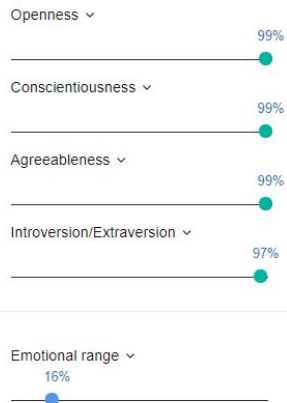 Openness
99%
Conscientiousness
99%
Agreeableness
99%
Introversion/Extraversion
97%
Emotional range
16%